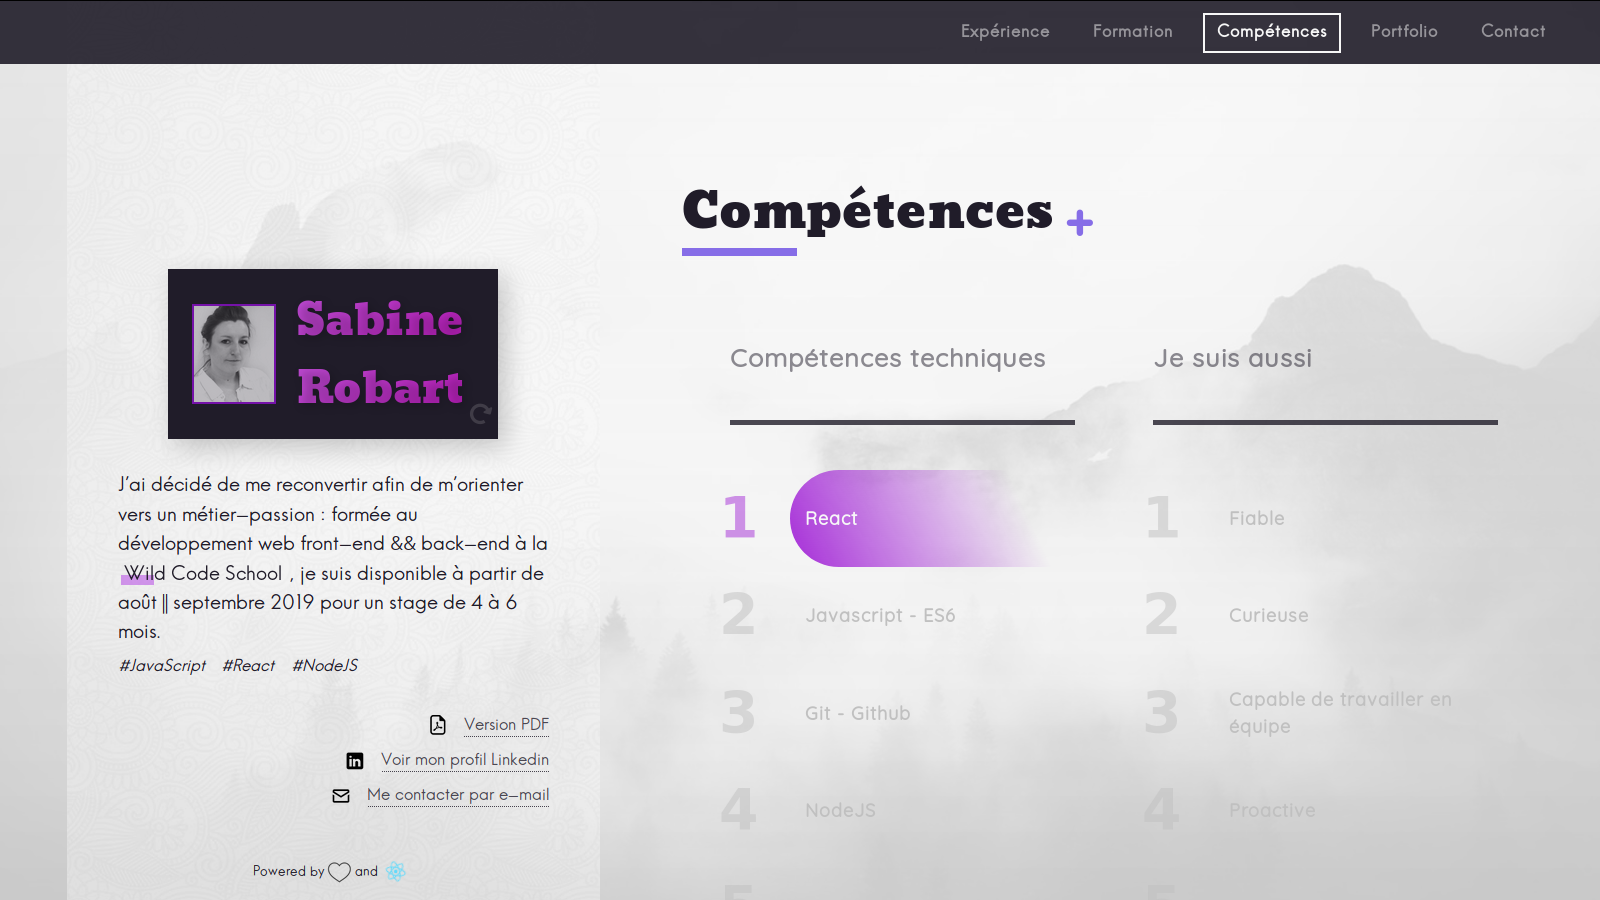 Expérience Formation Compétences Portfolio Contact
Sabine
Robart
J'ai décidé de me reconvertir afin de m'orienter
vers un métier–passion : formée au
développement web front–end && back–end à la
Wild Code School , je suis disponible à partir de
août || septembre 2019 pour un stage de 4 à 6
mois.
#JavaScript #React #NodeJS
Version PDF
Voir mon profil Linkedin
Me contacter par e–mail
Powered by and
Compétences +
Compétences techniques
1 React
2 Javascript - ES6
3 Git - Github
4 NodeJS
5
Je suis aussi
1 Fiable
2 Curieuse
3 Capable de travailler en
équipe
4 Proactive
5